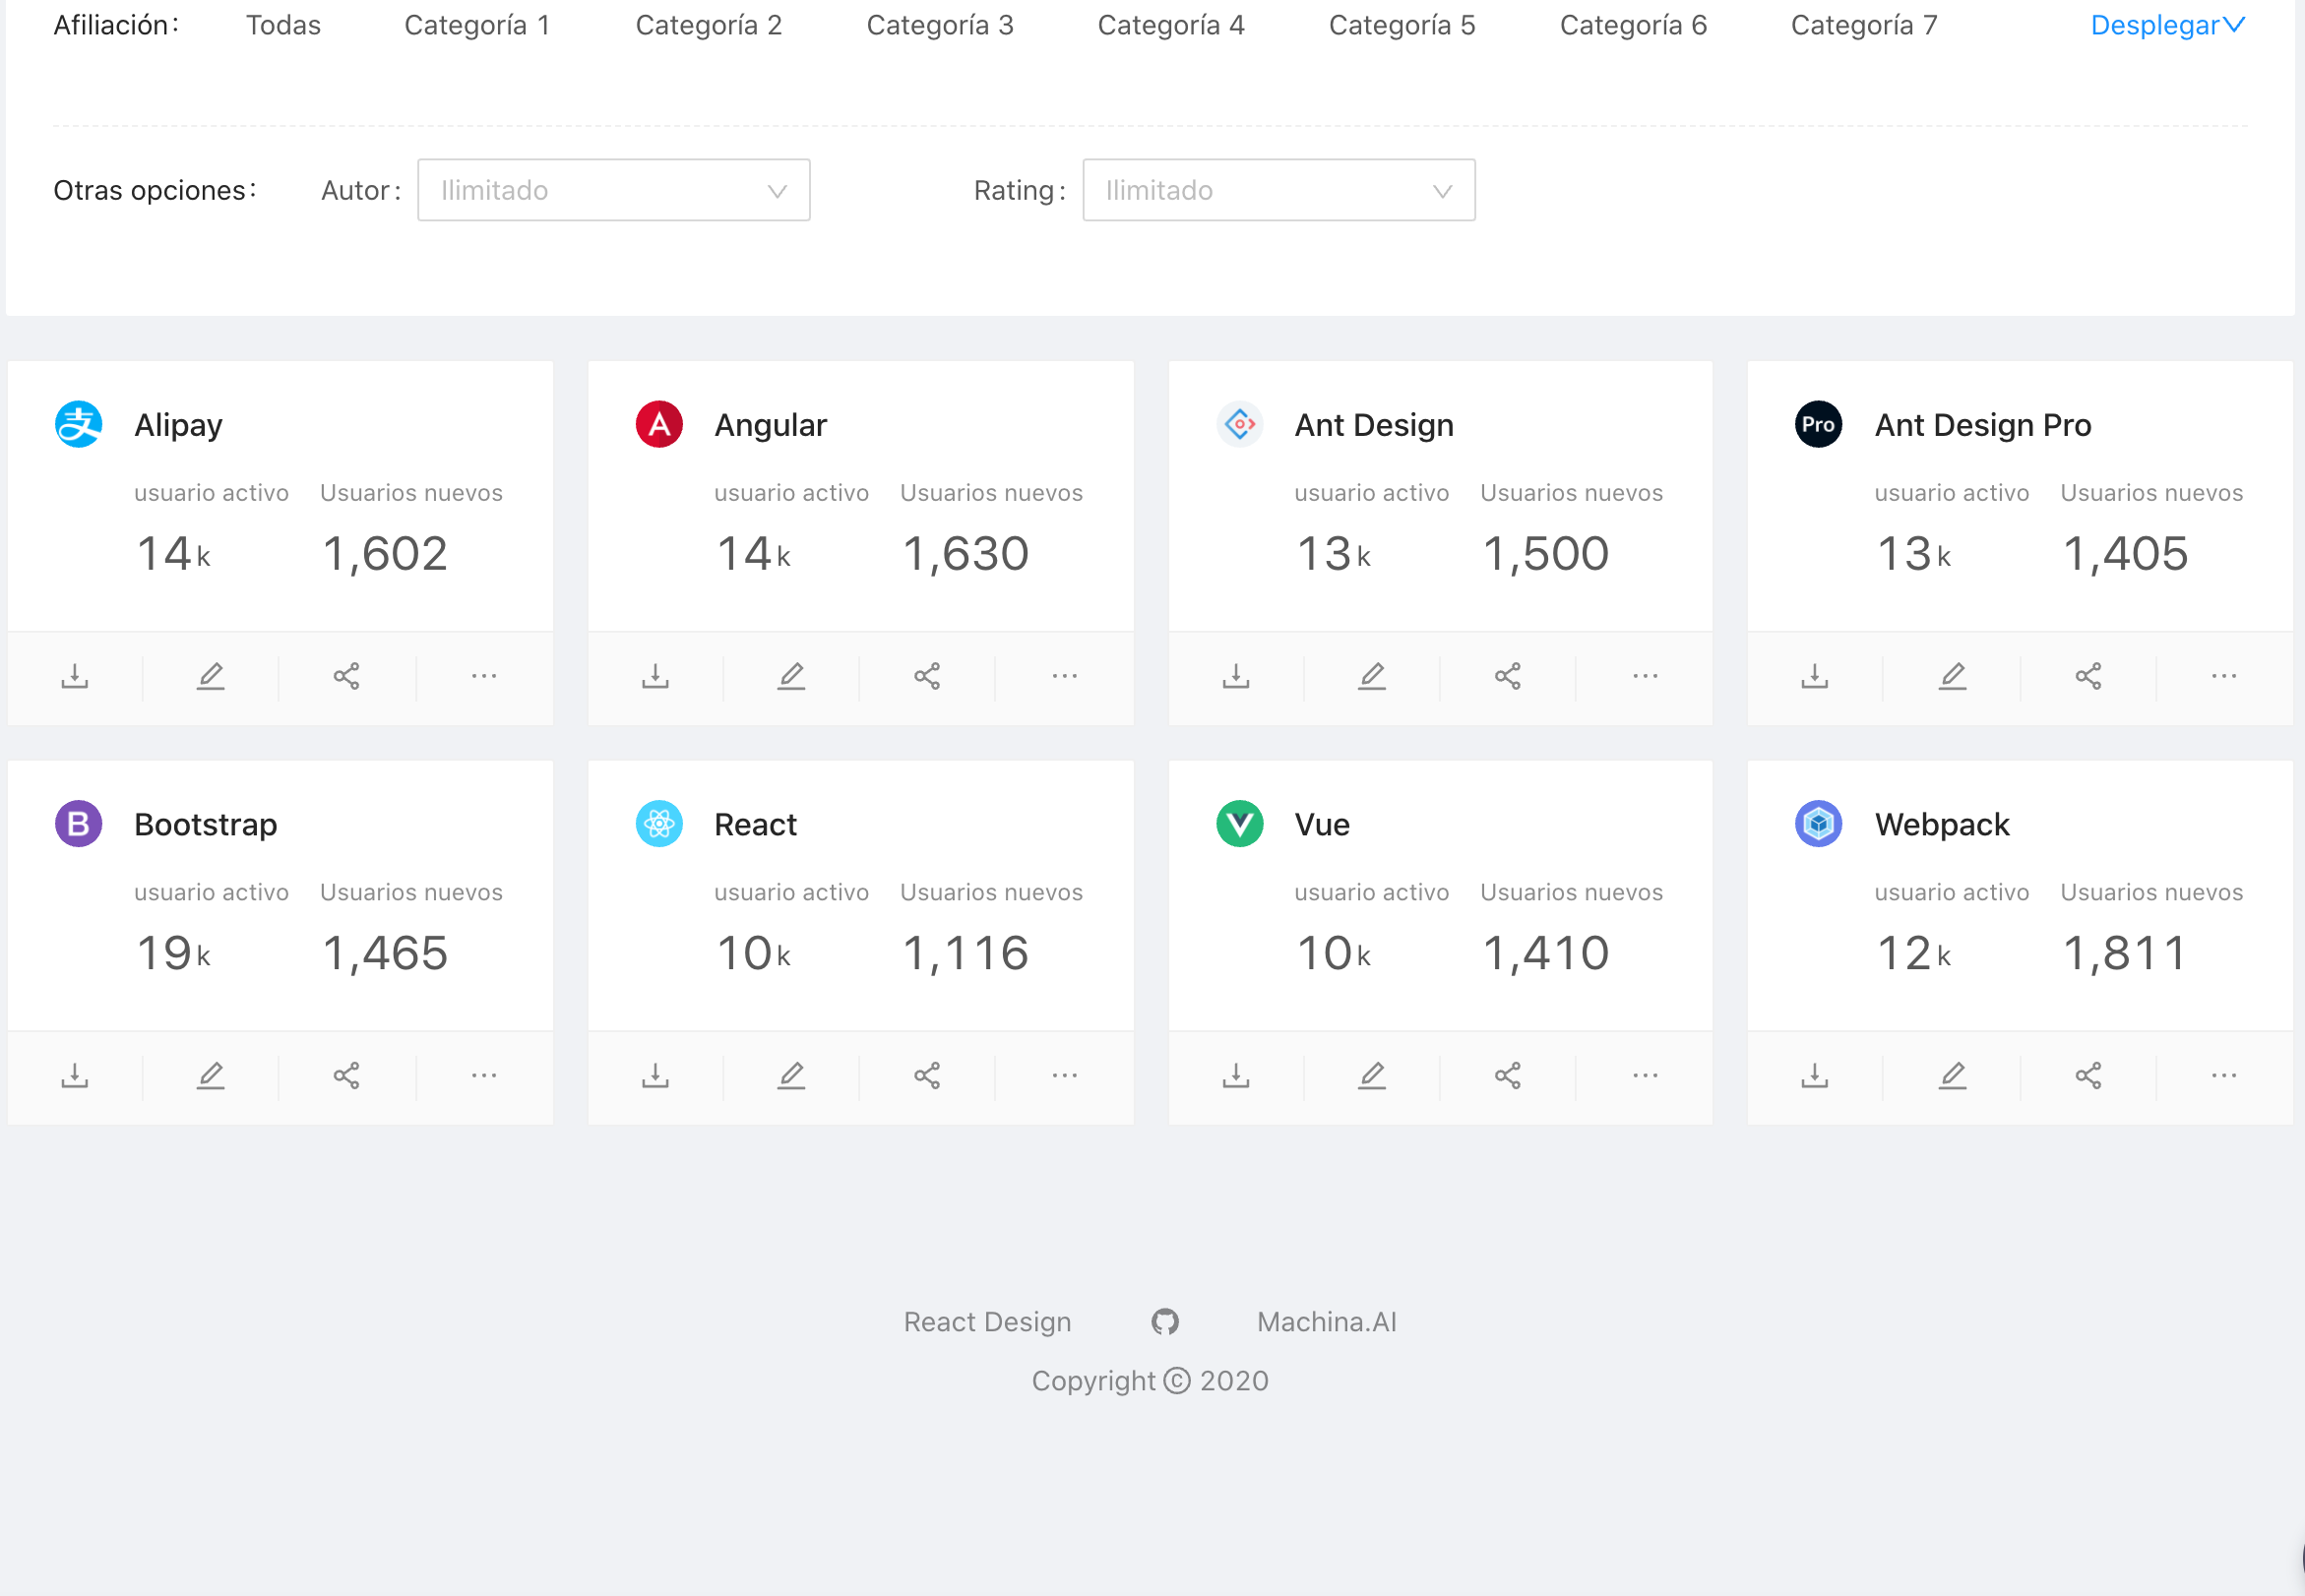 Afiliación: Todas Categoría 1 Categoría 2 Categoría 3 Categoría 4 Categoría 5 Categoría 6 Categoría 7 Desplegar
Otras opciones: Autor: Ilimitado Rating: Ilimitado
Alipay
usuario activo Usuarios nuevos
14k 1,602
Angular
usuario activo Usuarios nuevos
14k 1,630
Ant Design
usuario activo Usuarios nuevos
13k 1,500
Pro Ant Design Pro
usuario activo Usuarios nuevos
13k 1,405
B Bootstrap
usuario activo Usuarios nuevos
19k 1,465
React
usuario activo Usuarios nuevos
10k 1,116
Vue
usuario activo Usuarios nuevos
10k 1,410
Webpack
usuario activo Usuarios nuevos
12k 1,811
React Design Machina.AI
Copyright © 2020